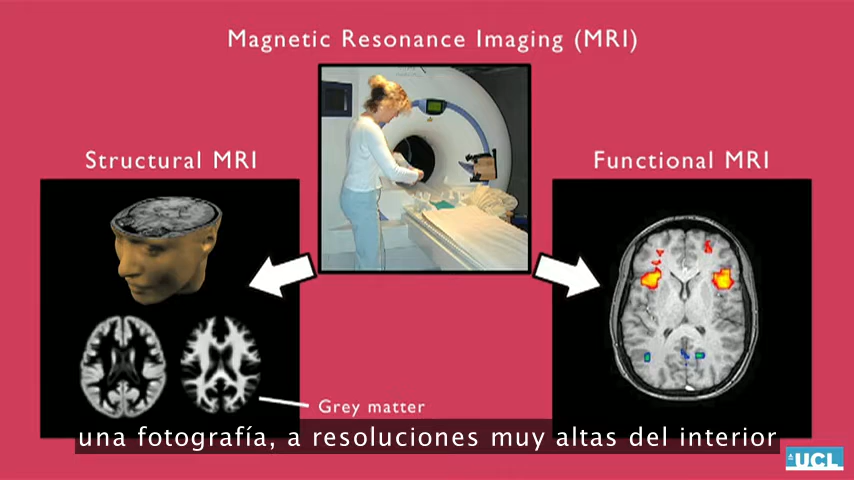 Magnetic Resonance Imaging (MRI)
Structural MRI
Functional MRI
Grey matter
una fotografía, a resoluciones muy altas del interior
UCL